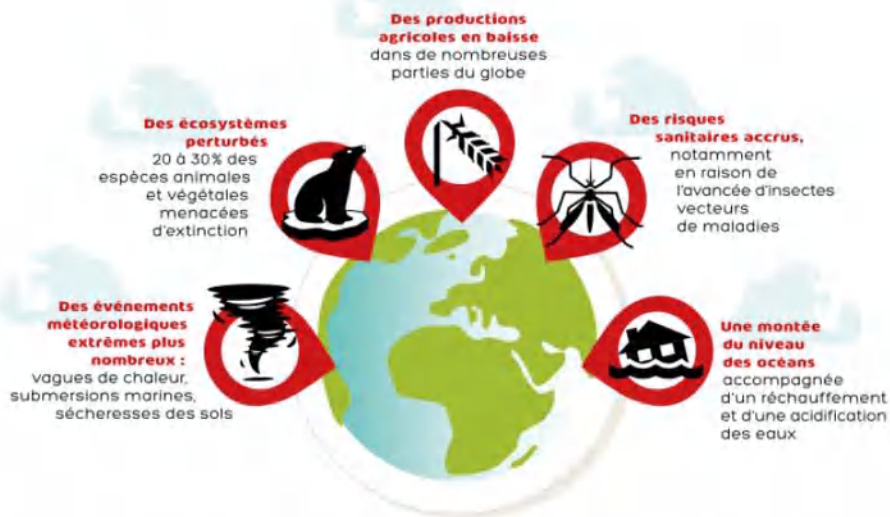 Des productions
agricoles en baisse
dans de nombreuses
parties du globe
Des écosystèmes
perturbés
20 à 30% des
espèces animales
et végétales
menacées
d'extinction
Des risques
sanitaires accrus,
notamment
en raison de
l'avancée d'insectes
vecteurs
de maladies
Des événements
météorologiques
extrêmes plus
nombreux :
vagues de chaleur,
submersions marines,
sécheresses des sols
Une montée
du niveau
des océans
accompagnée
d'un réchauffement
et d'une acidification
des eaux